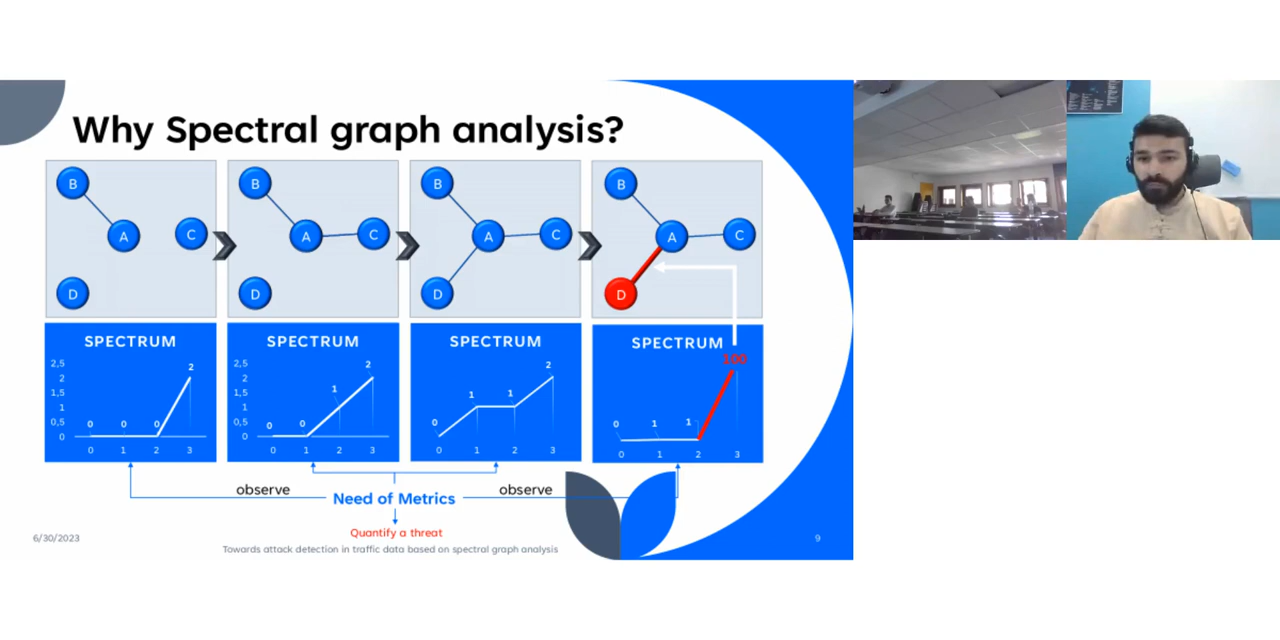 Why Spectral graph analysis?
B
A
C
D
B
A
C
D
B
A
C
D
B
A
C
D
SPECTRUM
2,5
2
1,5
1
0,5
0
0 0 0 2
0 1 2 3
SPECTRUM
2,5
2
1,5
1
0,5
0
0 0 1 2
0 1 2 3
SPECTRUM
0 1 1 2
0 1 2 3
SPECTRUM
100
0 1 1
0 1 2 3
observe
Need of Metrics
observe
Quantify a threat
6/30/2023
Towards attack detection in traffic data based on spectral graph analysis
9